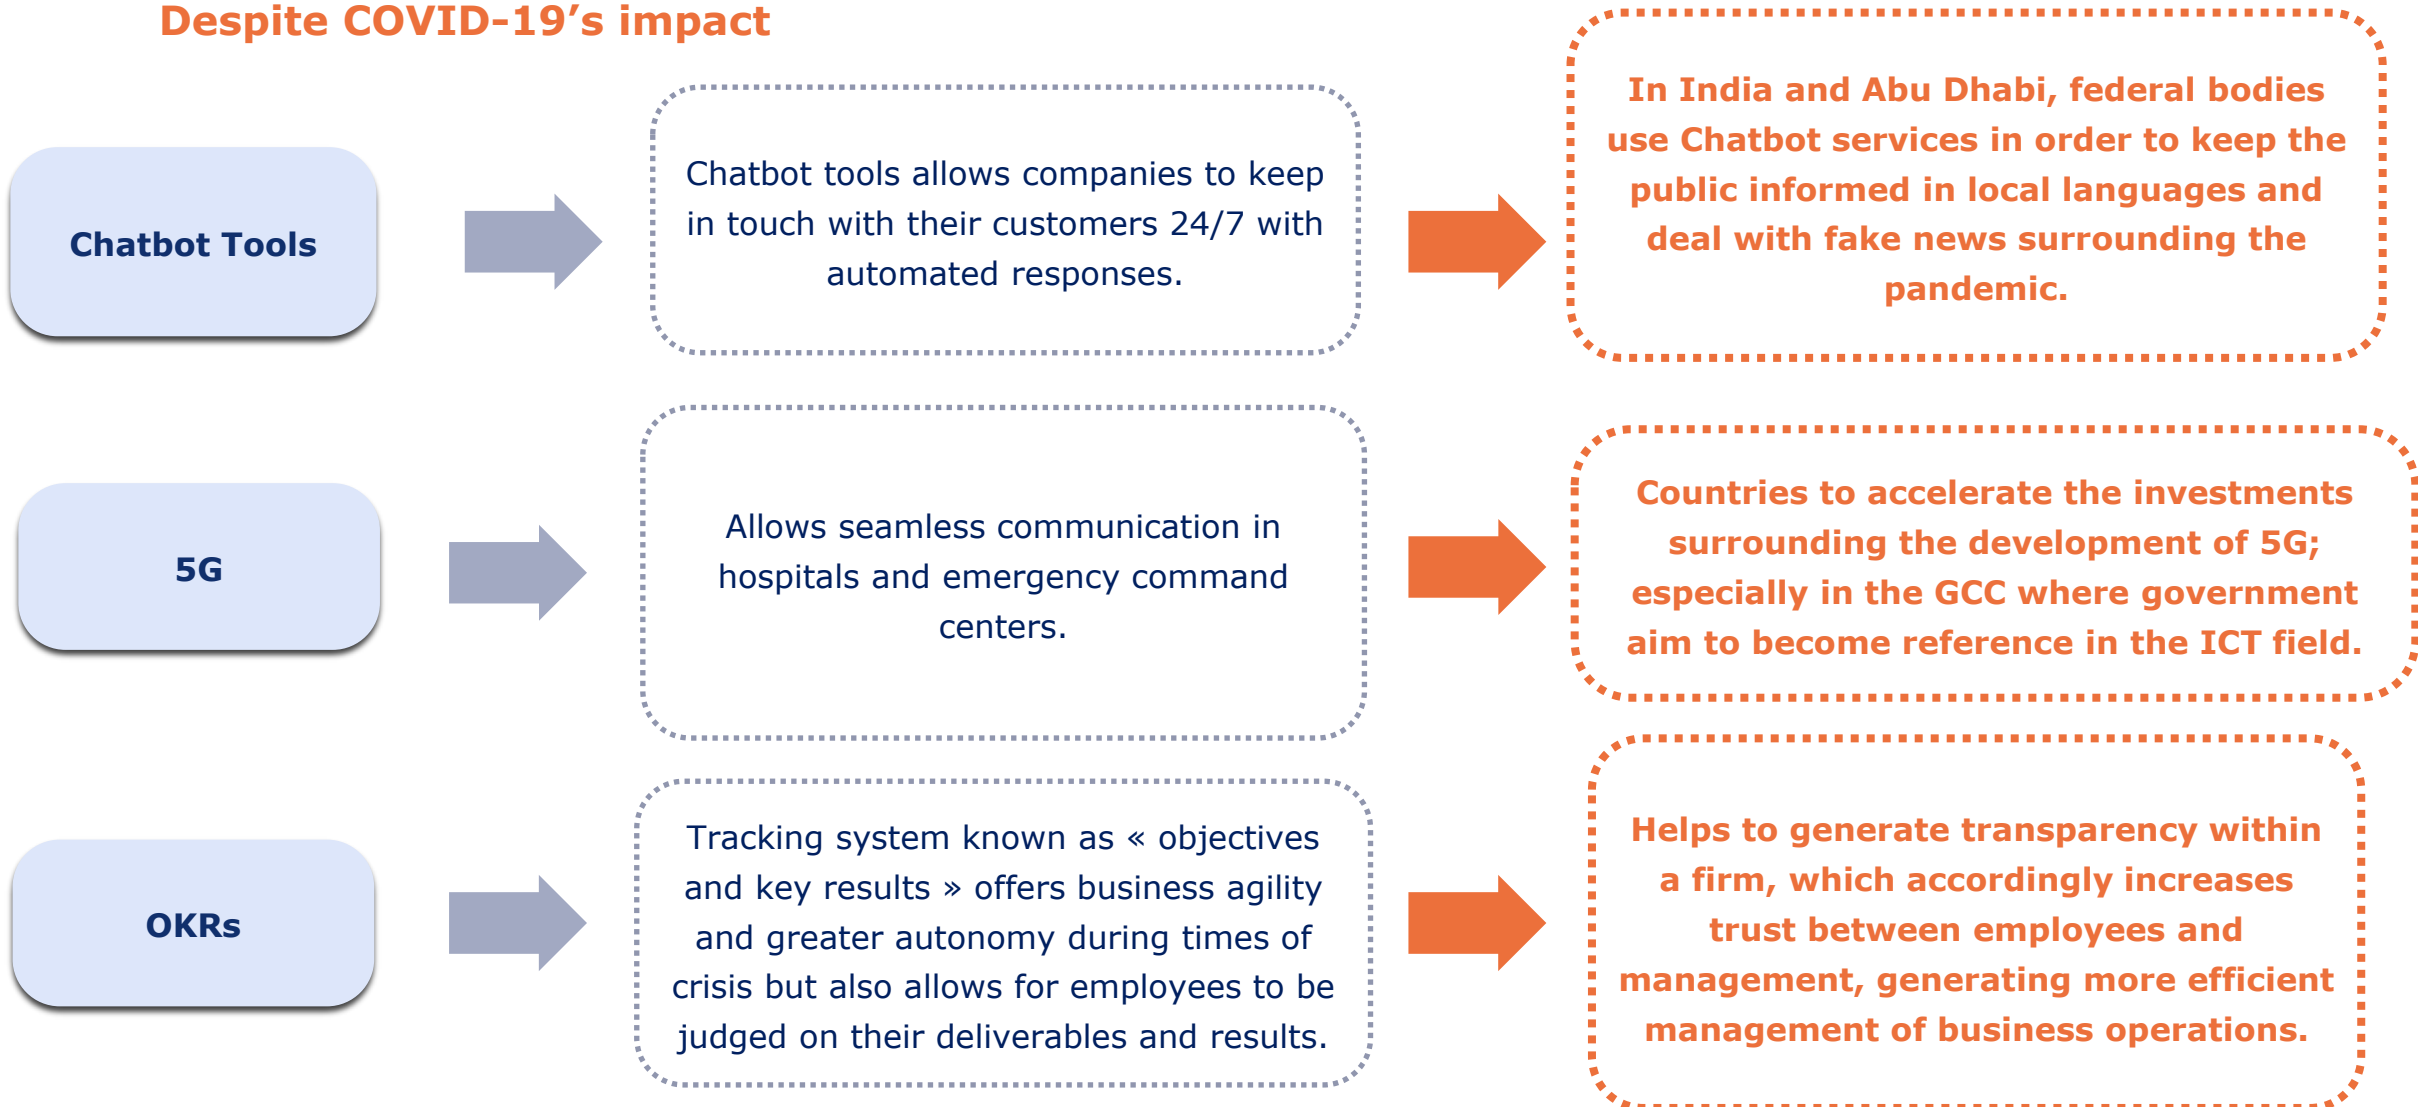 Despite COVID-19’s impact
Chatbot Tools
Chatbot tools allows companies to keep
in touch with their customers 24/7 with
automated responses.
In India and Abu Dhabi, federal bodies
use Chatbot services in order to keep the
public informed in local languages and
deal with fake news surrounding the
pandemic.
5G
Allows seamless communication in
hospitals and emergency command
centers.
Countries to accelerate the investments
surrounding the development of 5G;
especially in the GCC where government
aim to become reference in the ICT field.
OKRs
Tracking system known as « objectives
and key results » offers business agility
and greater autonomy during times of
crisis but also allows for employees to be
judged on their deliverables and results.
Helps to generate transparency within
a firm, which accordingly increases
trust between employees and
management, generating more efficient
management of business operations.